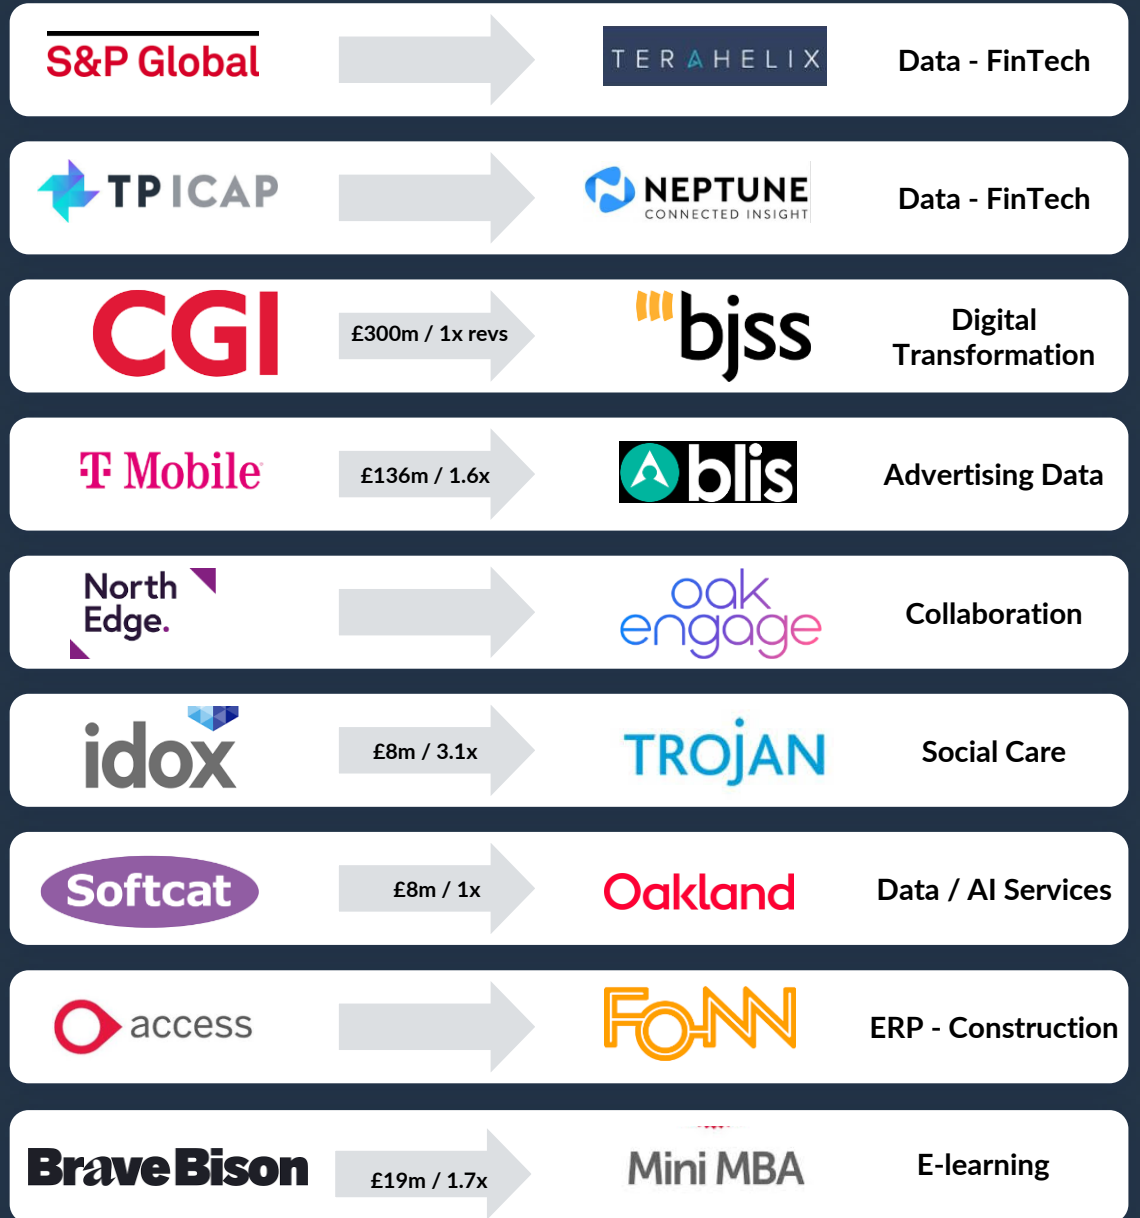 S&P Global
TERAHELIX
Data - FinTech
TP ICAP
NEPTUNE
CONNECTED INSIGHT
Data - FinTech
CGI
£300m / 1x revs
bjss
Digital
Transformation
T Mobile
£136m / 1.6x
blis
Advertising Data
North
Edge.
oak
engage
Collaboration
idox
£8m / 3.1x
TROJAN
Social Care
Softcat
£8m / 1x
Oakland
Data / AI Services
access
FONN
ERP - Construction
Brave Bison
£19m / 1.7x
Mini MBA
E-learning